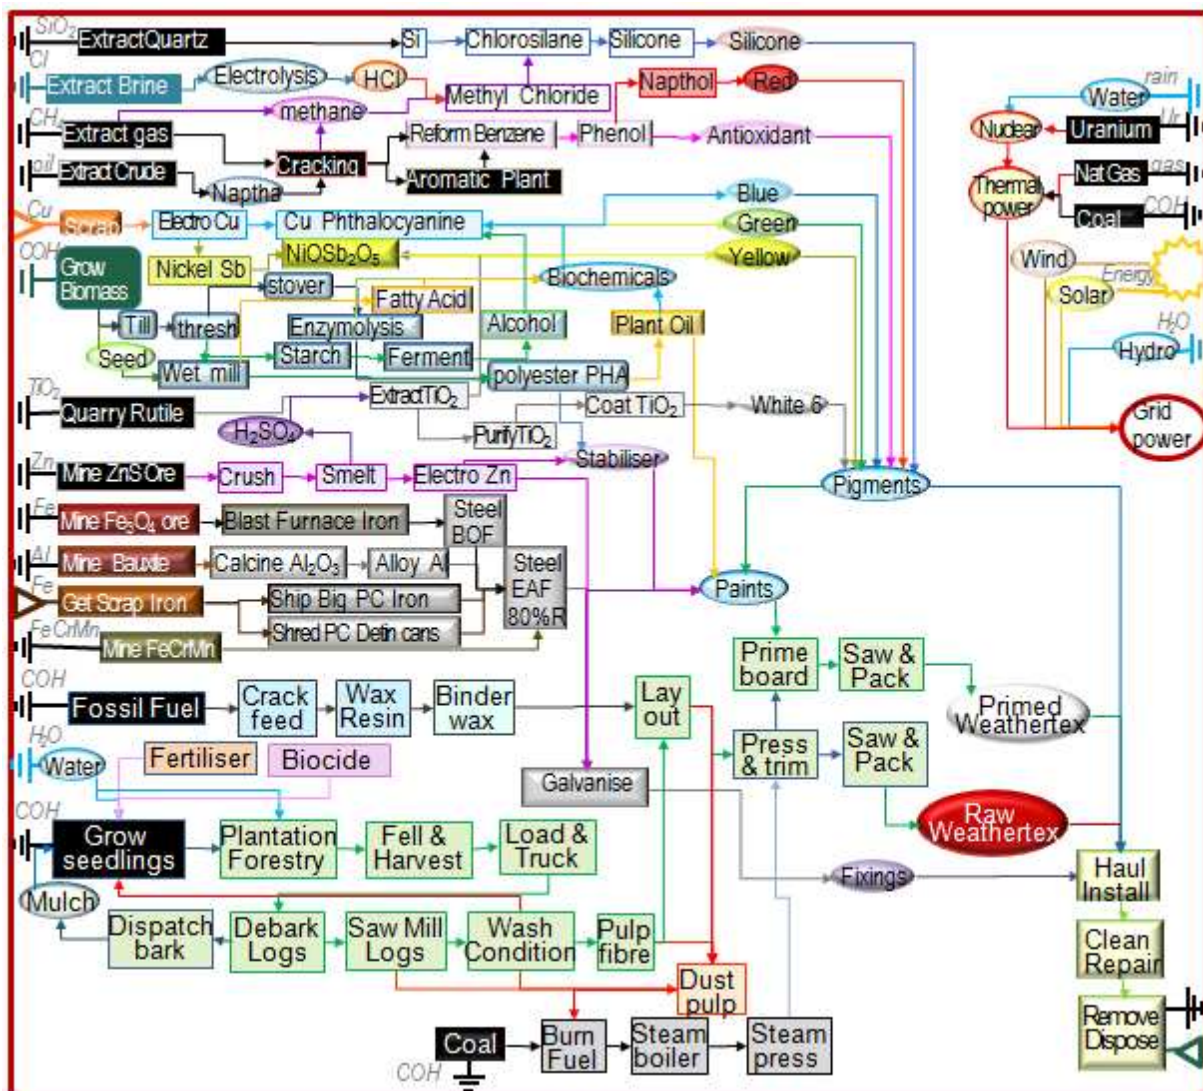 SiO2
ExtractQuartz
Si
Chlorosilane
Silicone
Silicone
Cl
Extract Brine
Electrolysis
HCl
Methyl Chloride
Napthol
Red
rain
Water
CH4
Extract gas
methane
Reform Benzene
Phenol
Antioxidant
Nuclear
Uranium
Ur
oil
Extract Crude
Naptha
Cracking
Aromatic Plant
Thermal
power
Nat Gas
gas
Coal
COH
Cu
Scrap
Electro Cu
Cu Phthalocyanine
Blue
Green
Yellow
Nickel Sb
NiOSb2O5
COH
Grow
Biomass
stover
Fatty Acid
Biochemicals
Wind
Solar
Energy
Till
thresh
Enzymolysis
Alcohol
Plant Oil
H2O
Hydro
Seed
Wet mill
Starch
Ferment
polyester PHA
TiO2
Quarry Rutile
ExtractTiO2
Coat TiO2
White 6
Grid
power
H2SO4
PurifyTiO2
Stabiliser
Zn
Mine ZnS Ore
Crush
Smelt
Electro Zn
Pigments
Fe
Mine Fe3O4 ore
Blast Furnace Iron
Steel
BOF
Al
Mine Bauxite
Calcine Al2O3
Alloy Al
Steel
EAF
80%R
Paints
Fe
Get Scrap Iron
Ship Big PC Iron
Shred PC Detin cans
FeCrMn
Mine FeCrMn
Prime
board
Saw &
Pack
Primed
Weathertex
COH
Fossil Fuel
Crack
feed
Wax
Resin
Binder
wax
Lay
out
Press
& trim
Saw &
Pack
H2O
Water
Fertiliser
Biocide
Galvanise
Raw
Weathertex
COH
Grow
seedlings
Plantation
Forestry
Fell &
Harvest
Load &
Truck
Fixings
Haul
Install
Mulch
Dispatch
bark
Debark
Logs
Saw Mill
Logs
Wash
Condition
Pulp
fibre
Clean
Repair
Dust
pulp
Remove
Dispose
Coal
COH
Burn
Fuel
Steam
boiler
Steam
press